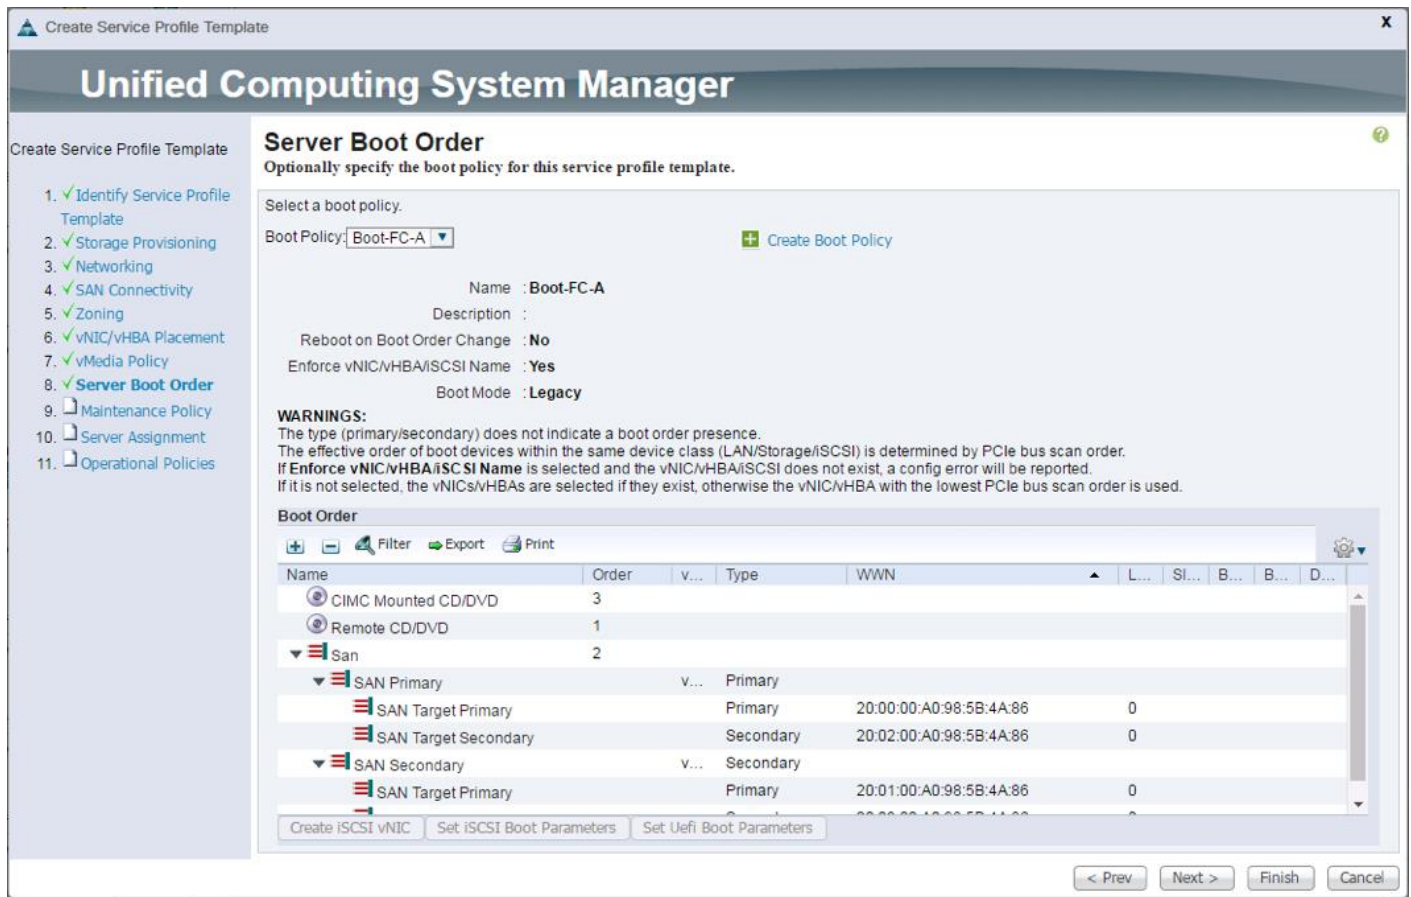 Create Service Profile Template
X
Unified Computing System Manager
Create Service Profile Template
1. Identify Service Profile
Template
2. Storage Provisioning
3. Networking
4. SAN Connectivity
5. Zoning
6. vNIC/vHBA Placement
7. vMedia Policy
8. Server Boot Order
9. Maintenance Policy
10. Server Assignment
11. Operational Policies
Server Boot Order
Optionally specify the boot policy for this service profile template.
Select a boot policy.
Boot Policy: Boot-FC-A
Create Boot Policy
Name : Boot-FC-A
Description :
Reboot on Boot Order Change : No
Enforce vNIC/vHBA/iSCSI Name : Yes
Boot Mode : Legacy
WARNINGS:
The type (primary/secondary) does not indicate a boot order presence.
The effective order of boot devices within the same device class (LAN/Storage/iSCSI) is determined by PCIe bus scan order.
If Enforce vNIC/vHBA/iSCSI Name is selected and the vNIC/vHBA/iSCSI does not exist, a config error will be reported.
If it is not selected, the vNICs/vHBAs are selected if they exist, otherwise the vNIC/vHBA with the lowest PCIe bus scan order is used.
Boot Order
Filter Export Print
Name Order v... Type WWN L... Sl... B... B... D...
CIMC Mounted CD/DVD 3
Remote CD/DVD 1
San 2
SAN Primary v... Primary
SAN Target Primary Primary 20:00:00:A0:98:5B:4A:86 0
SAN Target Secondary Secondary 20:02:00:A0:98:5B:4A:86 0
SAN Secondary v... Secondary
SAN Target Primary Primary 20:01:00:A0:98:5B:4A:86 0
Create iSCSI vNIC Set iSCSI Boot Parameters Set Uefi Boot Parameters
< Prev Next > Finish Cancel